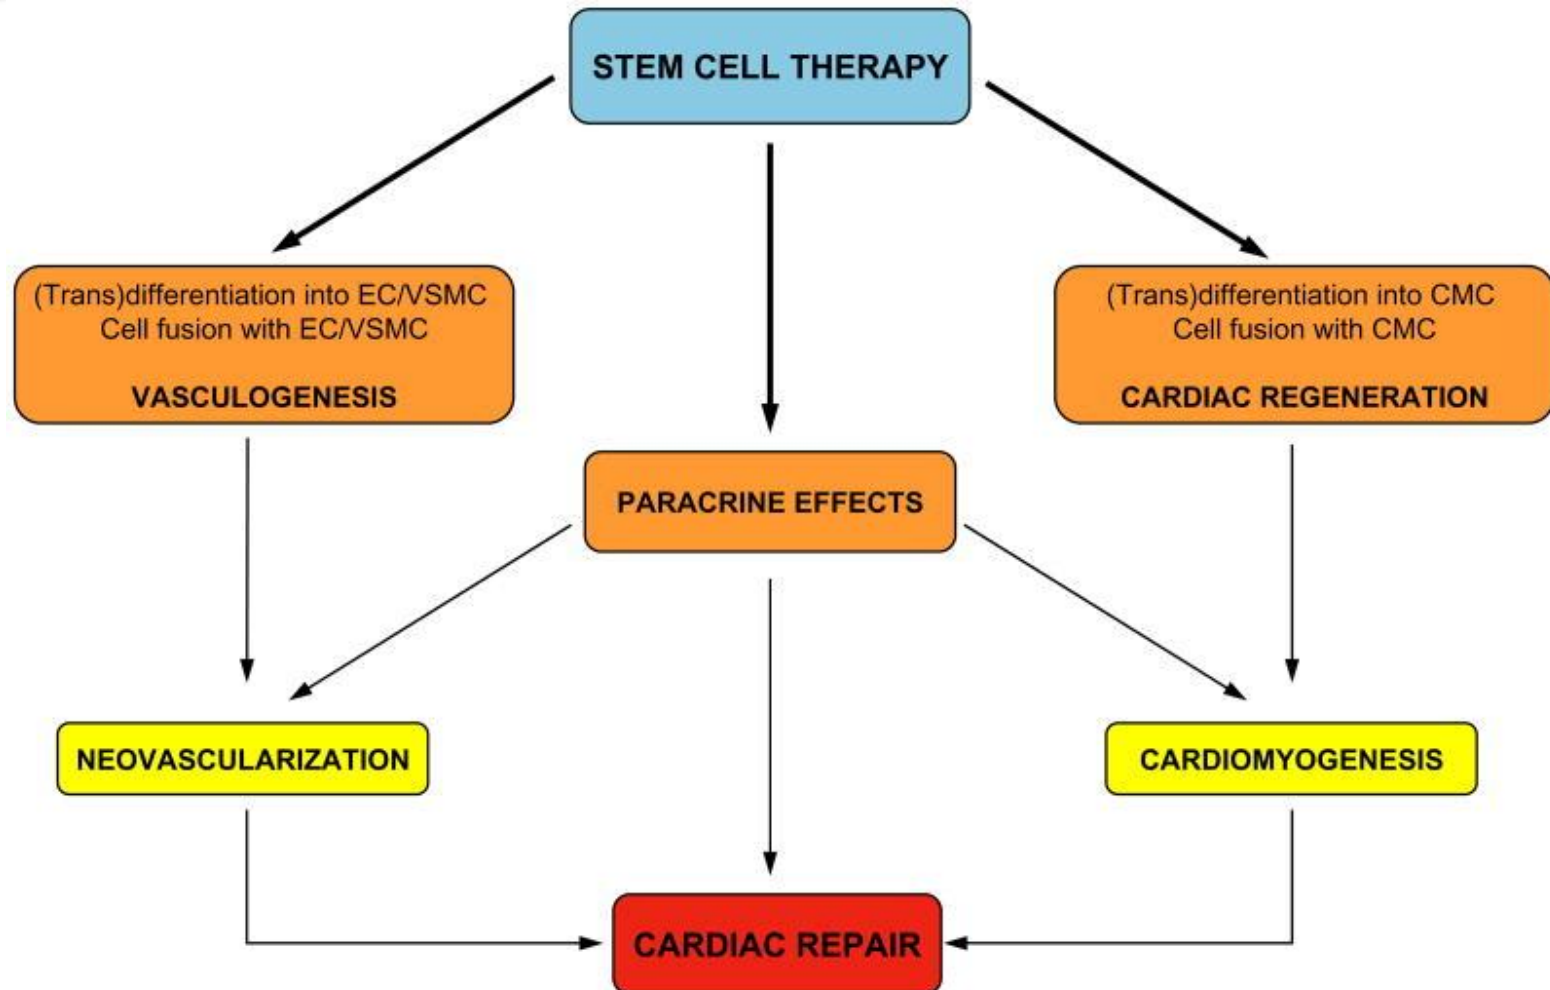 STEM CELL THERAPY
(Trans)differentiation into EC/VSMC
Cell fusion with EC/VSMC
VASCULOGENESIS
(Trans)differentiation into CMC
Cell fusion with CMC
CARDIAC REGENERATION
PARACRINE EFFECTS
NEOVASCULARIZATION
CARDIOMYOGENESIS
CARDIAC REPAIR